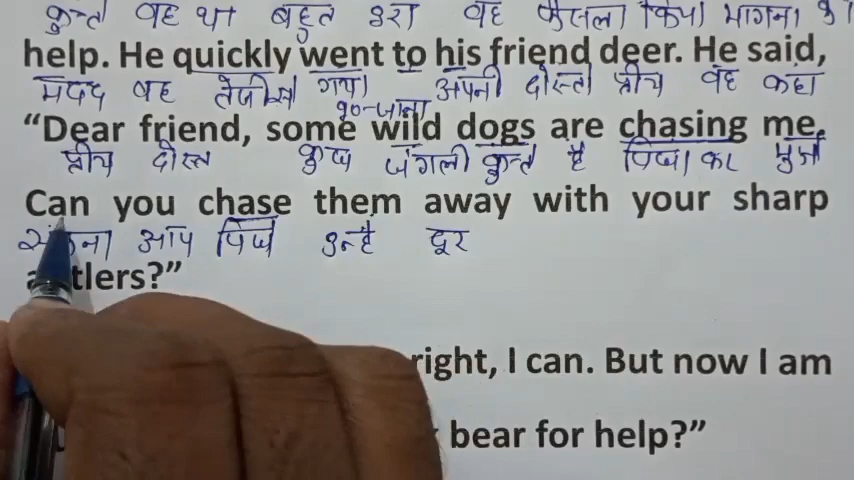 कुत्ते वह था बहुत डरा वह फैसला किया भागना
help. He quickly went to his friend deer. He said,
मदद वह तेजीसे गया अपनी दोस्त प्रीय वह कहा
go-जाना
“Dear friend, some wild dogs are chasing me.
प्रीय दोस्त कुछ जंगली कुत्ते है पिछा कर मुझे
Can you chase them away with your sharp
सकना आप पिछे उन्हें दूर
tlers?”
right, I can. But now I am
bear for help?”